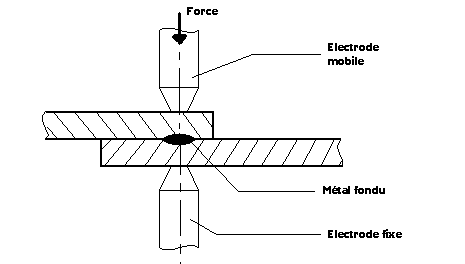 Force
Electrode
mobile
Métal fondu
Electrode fixe